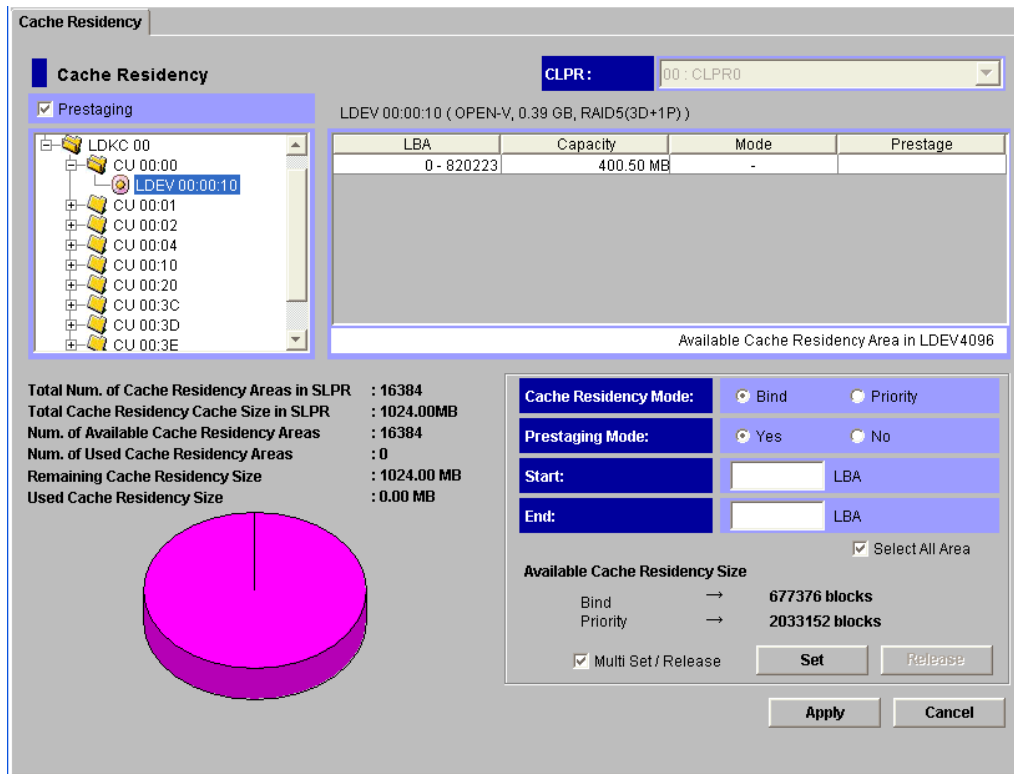 Cache Residency
Cache Residency
CLPR :
00 : CLPR0
Prestaging
LDEV 00:00:10 ( OPEN-V, 0.39 GB, RAID5(3D+1P) )
LDKC 00
CU 00:00
LDEV 00:00:10
CU 00:01
CU 00:02
CU 00:04
CU 00:10
CU 00:20
CU 00:3C
CU 00:3D
CU 00:3E
LBA Capacity Mode Prestage
0 - 820223 400.50 MB -
Available Cache Residency Area in LDEV4096
Total Num. of Cache Residency Areas in SLPR : 16384
Total Cache Residency Cache Size in SLPR : 1024.00MB
Num. of Available Cache Residency Areas : 16384
Num. of Used Cache Residency Areas : 0
Remaining Cache Residency Size : 1024.00 MB
Used Cache Residency Size : 0.00 MB
Cache Residency Mode: Bind Priority
Prestaging Mode: Yes No
Start: LBA
End: LBA
Select All Area
Available Cache Residency Size
Bind → 677376 blocks
Priority → 2033152 blocks
Multi Set / Release Set Release
Apply Cancel